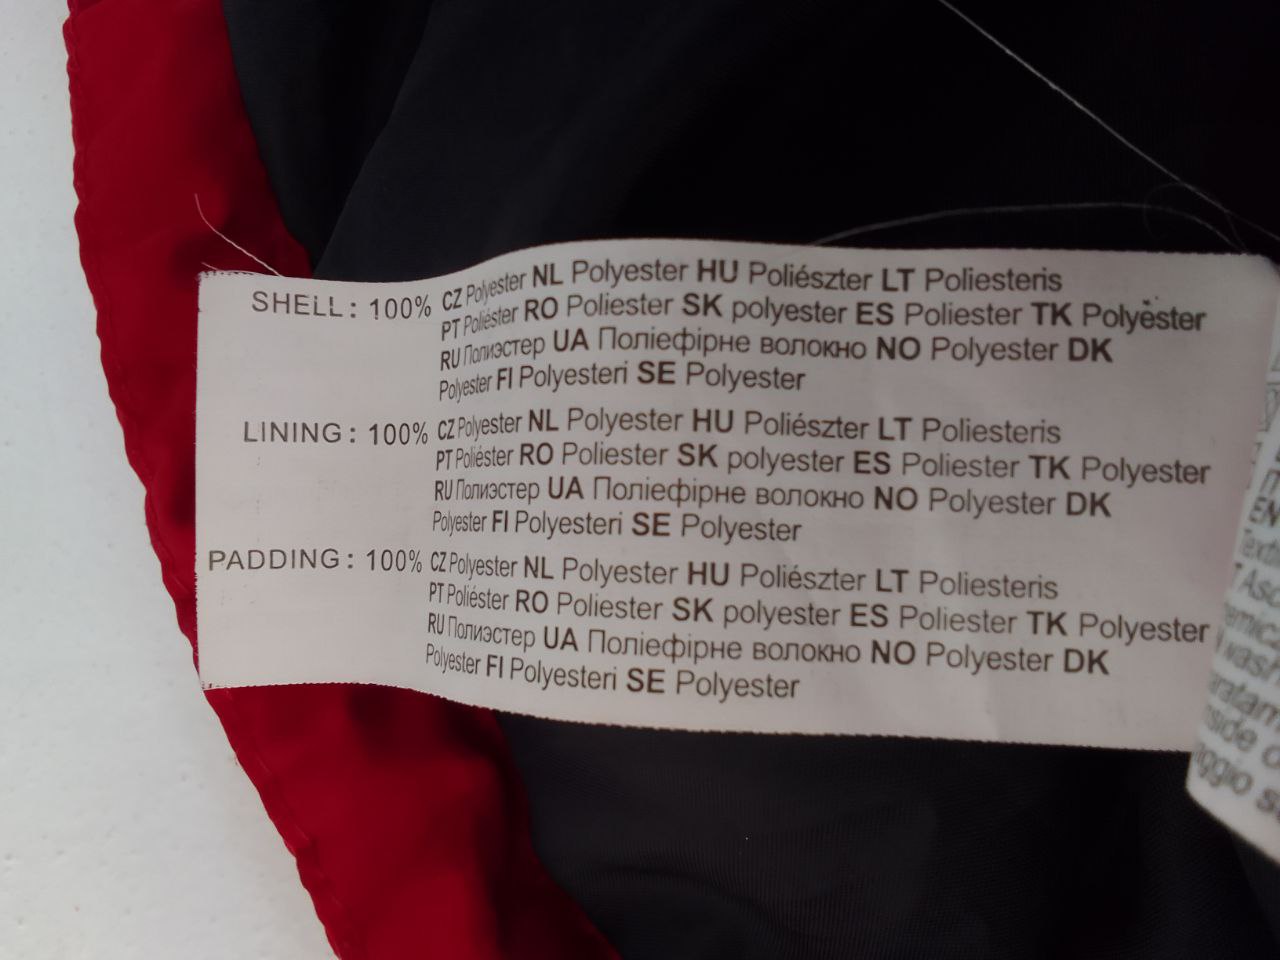 SHELL: 100% CZ Polyester NL Polyester HU Poliészter LT Poliesteris
PT Poliéster RO Poliester SK polyester ES Poliester TK Polyester
RU Полиэстер UA Поліефірне волокно NO Polyester DK
Polyester FI Polyesteri SE Polyester
LINING: 100% CZ Polyester NL Polyester HU Poliészter LT Poliesteris
PT Poliéster RO Poliester SK polyester ES Poliester TK Polyester
RU Полиэстер UA Поліефірне волокно NO Polyester DK
Polyester FI Polyesteri SE Polyester
PADDING: 100% CZ Polyester NL Polyester HU Poliészter LT Poliesteris
PT Poliéster RO Poliester SK polyester ES Poliester TK Polyester
RU Полиэстер UA Поліефірне волокно NO Polyester DK
Polyester FI Polyesteri SE Polyester
EN
wash